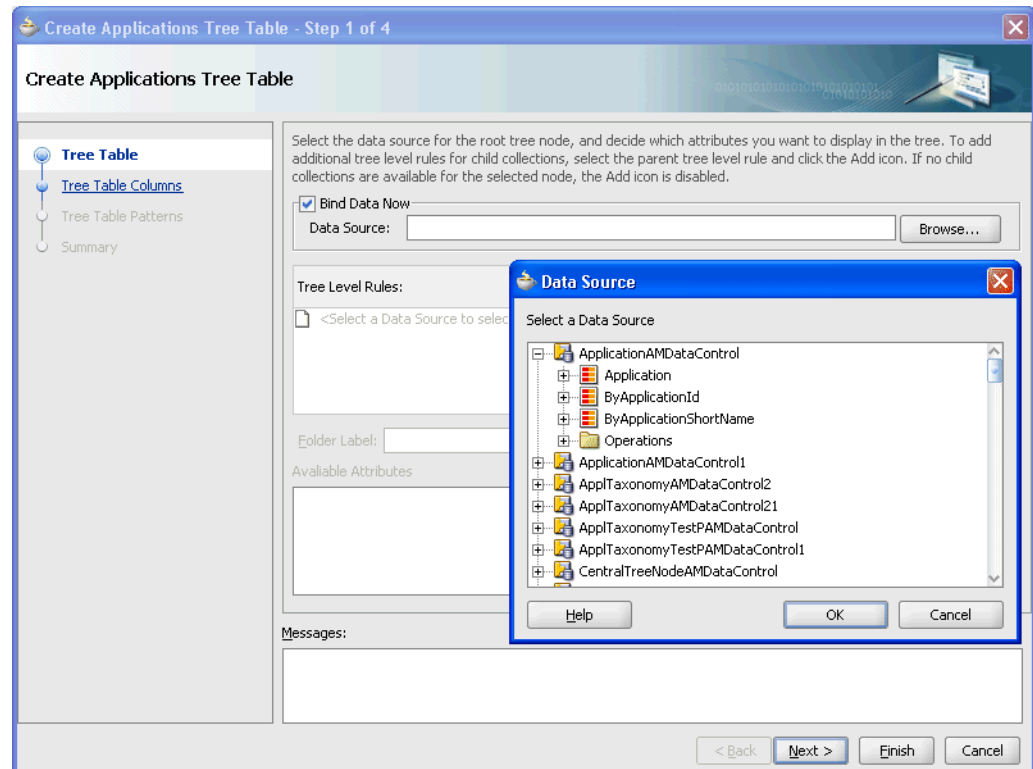 Create Applications Tree Table - Step 1 of 4
Create Applications Tree Table
Tree Table
Tree Table Columns
Tree Table Patterns
Summary
Select the data source for the root tree node, and decide which attributes you want to display in the tree. To add
additional tree level rules for child collections, select the parent tree level rule and click the Add icon. If no child
collections are available for the selected node, the Add icon is disabled.
Bind Data Now
Data Source:
Browse...
Tree Level Rules:
<Select a Data Source to selec
Folder Label:
Avaliable Attributes
Data Source
Select a Data Source
ApplicationAMDataControl
Application
ByApplicationId
ByApplicationShortName
Operations
ApplicationAMDataControl1
ApplTaxonomyAMDataControl2
ApplTaxonomyAMDataControl21
ApplTaxonomyTestPAMDataControl
ApplTaxonomyTestPAMDataControl1
CentralTreeNodeAMDataControl
Help
OK
Cancel
Messages:
< Back
Next >
Finish
Cancel